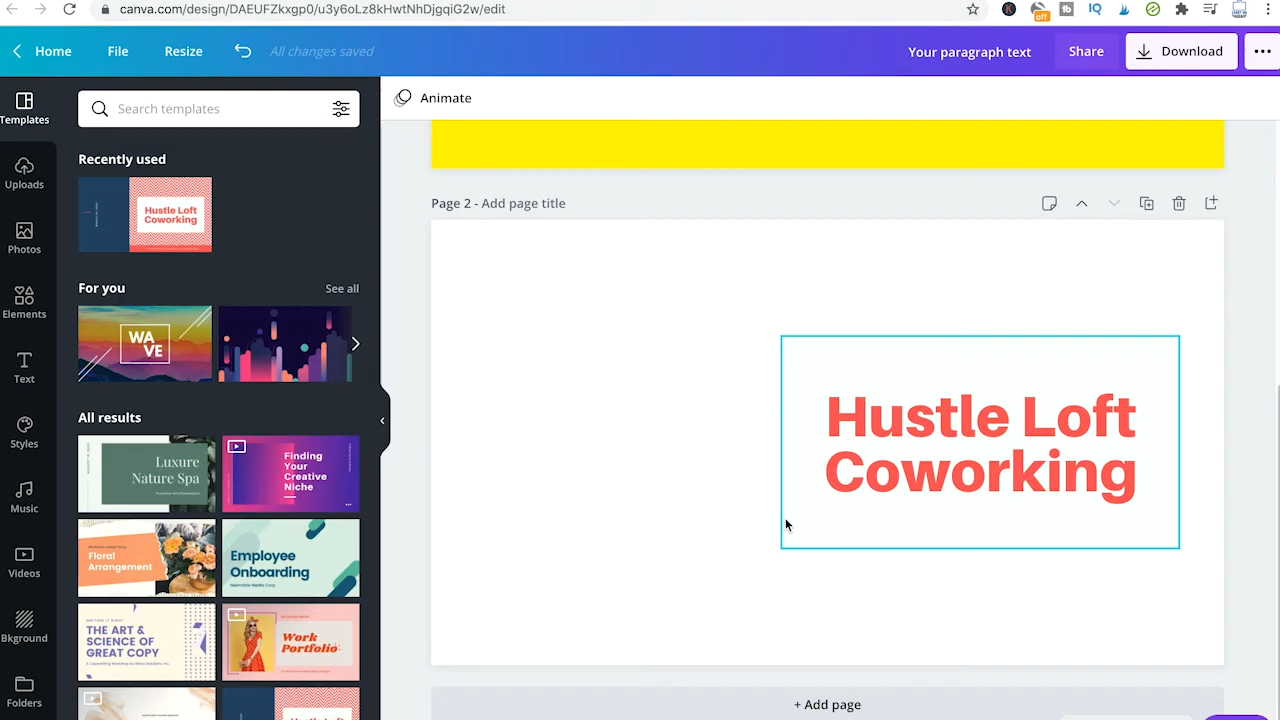 canva.com/design/DAEUFZkxgp0/u3y6oLz8kHwtNhDjgqiG2w/edit
off
IQ
Home
File
Resize
All changes saved
Your paragraph text
Share
Download
Templates
Uploads
Photos
Elements
Text
Styles
Music
Videos
Bkground
Folders
Search templates
Recently used
Hustle Loft
Coworking
For you
See all
WA
VE
All results
Luxure
Nature Spa
Finding
Your
Creative
Niche
Floral
Arrangement
Employee
Onboarding
THE ART &
SCIENCE OF
GREAT COPY
Work
Portfolio
Animate
Page 2 - Add page title
Hustle Loft
Coworking
+ Add page